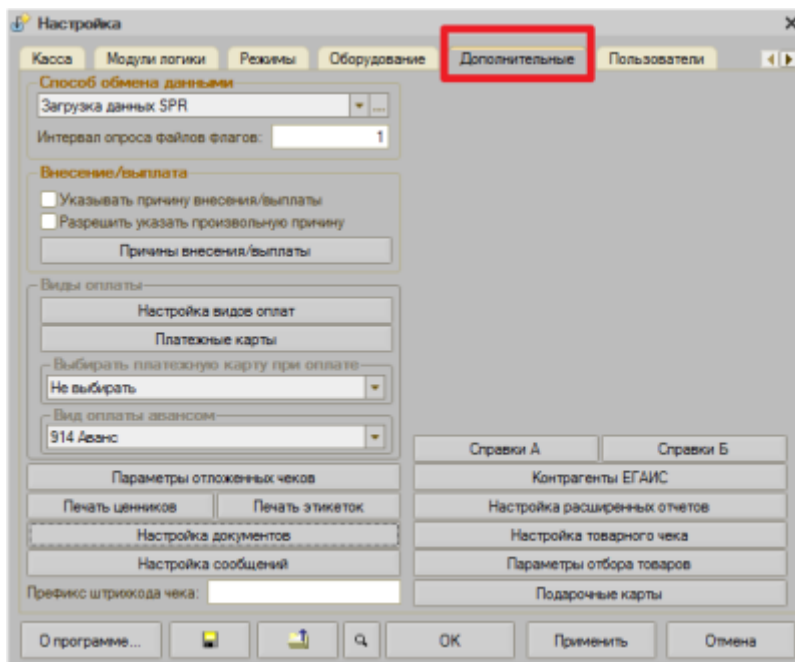 Настройка
Касса Модули логики Режимы Оборудование Дополнительные Пользователи
Способ обмена данными
Загрузка данных SPR ...
Интервал опроса файлов флагов: 1
Внесение/выплата
Указывать причину внесения/выплаты
Разрешить указать произвольную причину
Причины внесения/выплаты
Виды оплаты
Настройка видов оплат
Платежные карты
Выбирать платежную карту при оплате
Не выбирать
Вид оплаты авансом
914 Аванс
Справки А Справки Б
Параметры отложенных чеков Контрагенты ЕГАИС
Печать ценников Печать этикеток Настройка расширенных отчетов
Настройка документов Настройка товарного чека
Настройка сообщений Параметры отбора товаров
Префикс штрихкода чека: Подарочные карты
О программе... ОК Применить Отмена